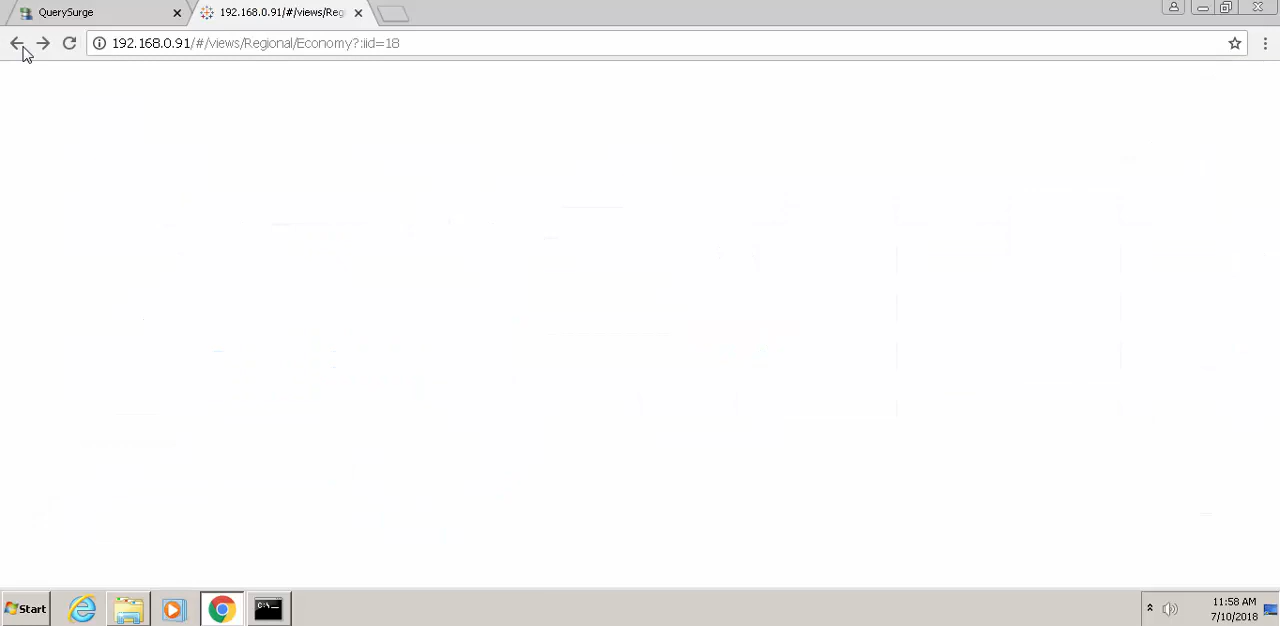 QuerySurge
192.168.0.91/#/views/Reg
192.168.0.91/#/views/Regional/Economy?:iid=18
Start
C:\_
11:58 AM
7/10/2018